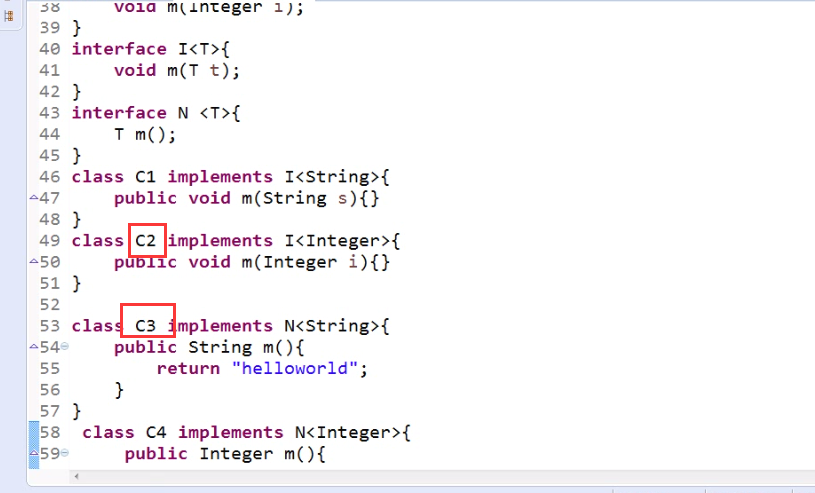 38 void m(Integer i);
39 }
40 interface I<T>{
41 void m(T t);
42 }
43 interface N <T>{
44 T m();
45 }
46 class C1 implements I<String>{
47 public void m(String s){}
48 }
49 class C2 implements I<Integer>{
50 public void m(Integer i){}
51 }
52
53 class C3 implements N<String>{
54 public String m(){
55 return "helloworld";
56 }
57 }
58 class C4 implements N<Integer>{
59 public Integer m(){